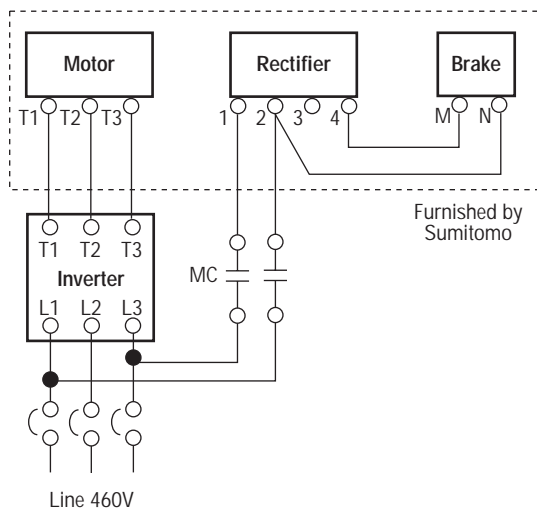 Motor
Rectifier
Brake
T1 T2 T3
1 2 3 4
M N
Furnished by
Sumitomo
T1 T2 T3
Inverter
MC
L1 L2 L3
Line 460V